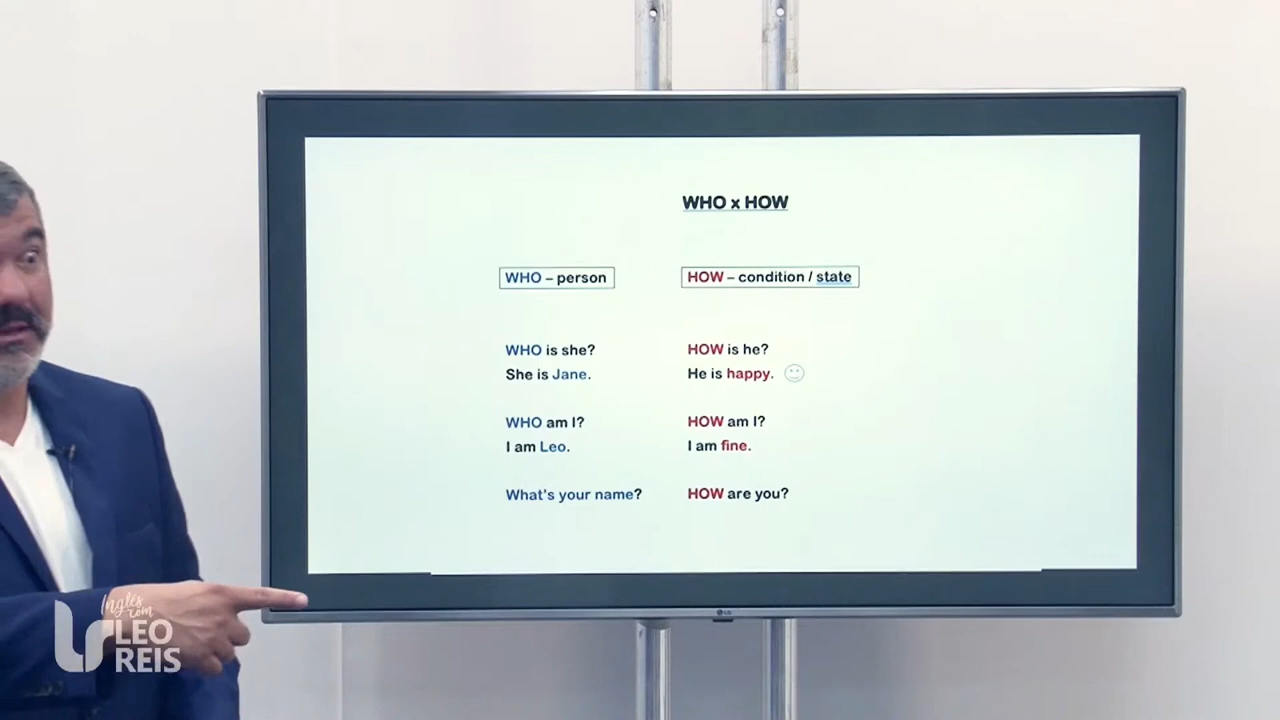 WHO x HOW
WHO – person
HOW – condition / state
WHO is she?
She is Jane.
HOW is he?
He is happy.
WHO am I?
I am Leo.
HOW am I?
I am fine.
What's your name?
HOW are you?
LG
Inglês
com
LEO
REIS